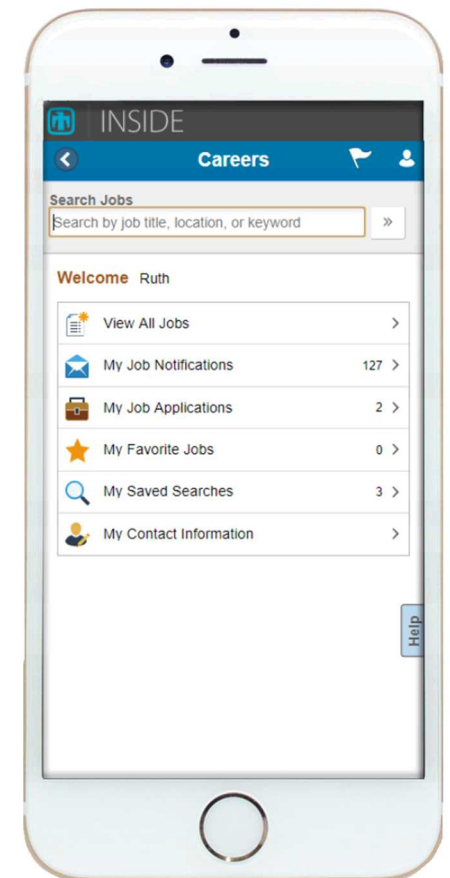 INSIDE
Careers
Search Jobs
Search by job title, location, or keyword
»
Welcome Ruth
View All Jobs
My Job Notifications 127
My Job Applications 2
My Favorite Jobs 0
My Saved Searches 3
My Contact Information
Help